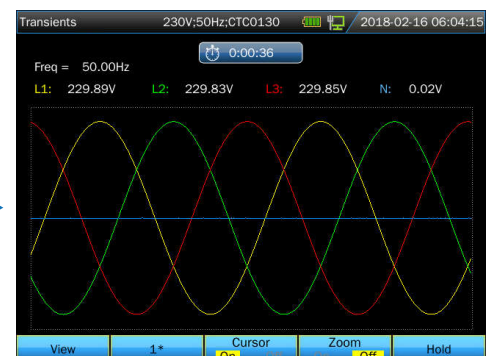 Transients 230V;50Hz;CTC0130 2018-02-16 06:04:15
0:00:36
Freq = 50.00Hz
L1: 229.89V L2: 229.83V L3: 229.85V N: 0.02V
View 1* Cursor Zoom Hold
On Off